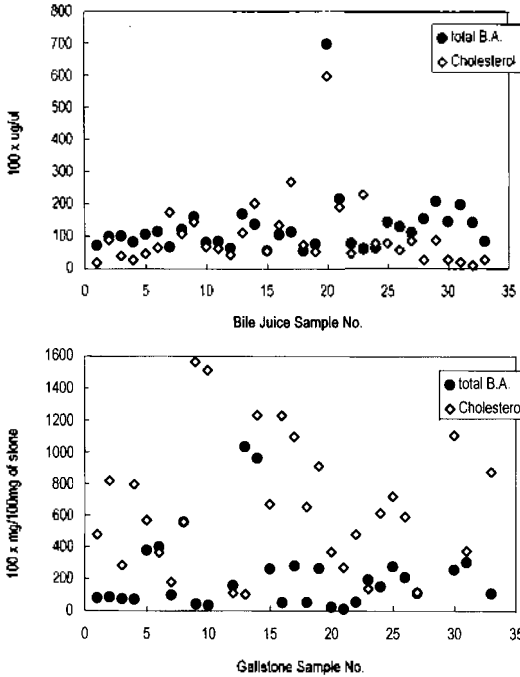 800
700
600
500
400
300
200
100
0
100 x ug/ul
total B.A.
Cholesterol
0 5 10 15 20 25 30 35
Bile Juice Sample No.
1600
1400
1200
1000
800
600
400
200
0
100 x mg/100mg of slone
total B.A.
Cholesterol
0 5 10 15 20 25 30 35
Gallstone Sample No.